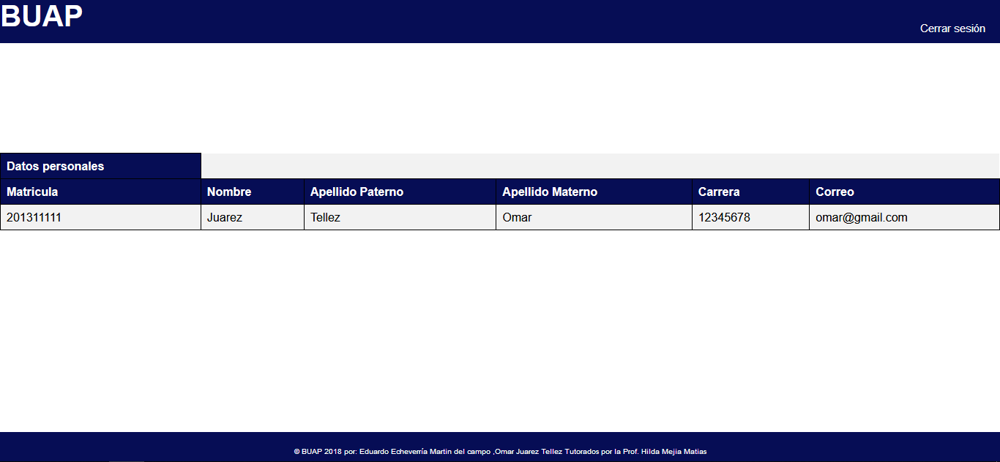 BUAP
Cerrar sesión
Datos personales
Matricula Nombre Apellido Paterno Apellido Materno Carrera Correo
201311111 Juarez Tellez Omar 12345678 omar@gmail.com
© BUAP 2018 por: Eduardo Echeverría Martin del campo ,Omar Juarez Tellez Tutorados por la Prof. Hilda Mejia Matias